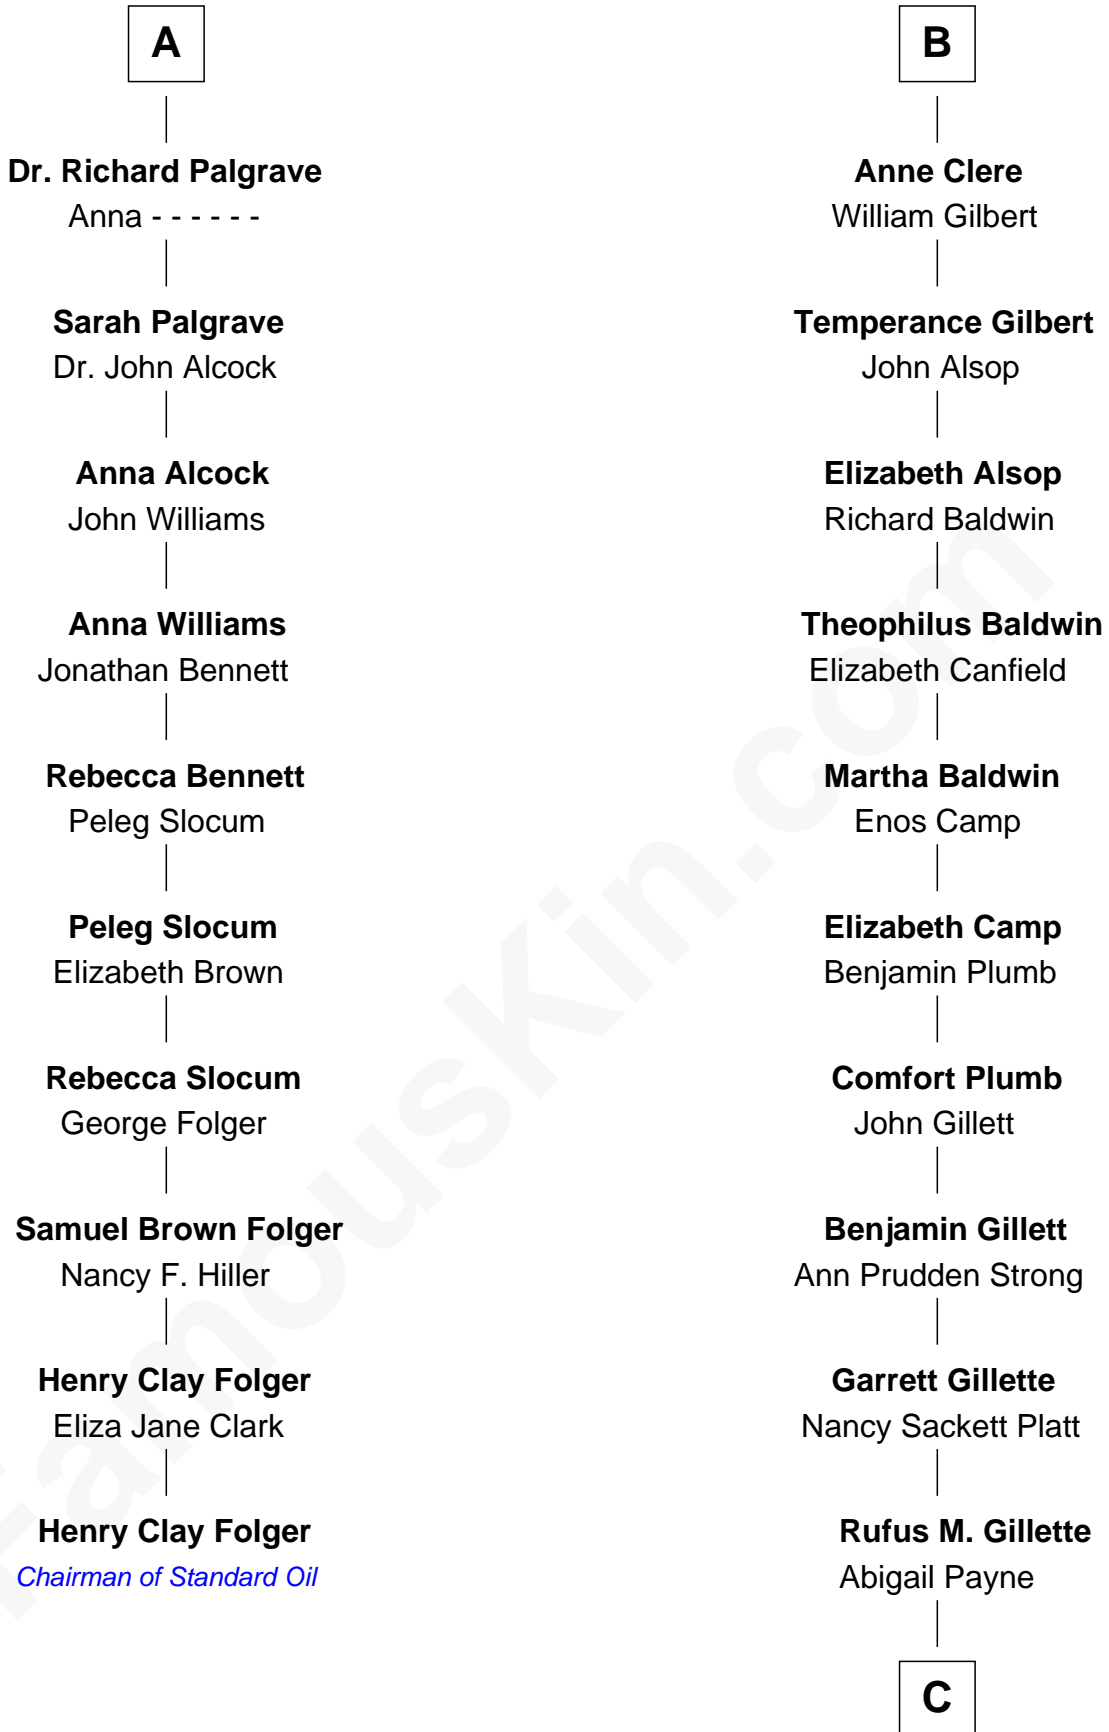 A
Dr. Richard Palgrave
Anna - - - - - -
Sarah Palgrave
Dr. John Alcock
Anna Alcock
John Williams
Anna Williams
Jonathan Bennett
Rebecca Bennett
Peleg Slocum
Peleg Slocum
Elizabeth Brown
Rebecca Slocum
George Folger
Samuel Brown Folger
Nancy F. Hiller
Henry Clay Folger
Eliza Jane Clark
Henry Clay Folger
Chairman of Standard Oil
B
Anne Clere
William Gilbert
Temperance Gilbert
John Alsop
Elizabeth Alsop
Richard Baldwin
Theophilus Baldwin
Elizabeth Canfield
Martha Baldwin
Enos Camp
Elizabeth Camp
Benjamin Plumb
Comfort Plumb
John Gillett
Benjamin Gillett
Ann Prudden Strong
Garrett Gillette
Nancy Sackett Platt
Rufus M. Gillette
Abigail Payne
C
FamousKin.com